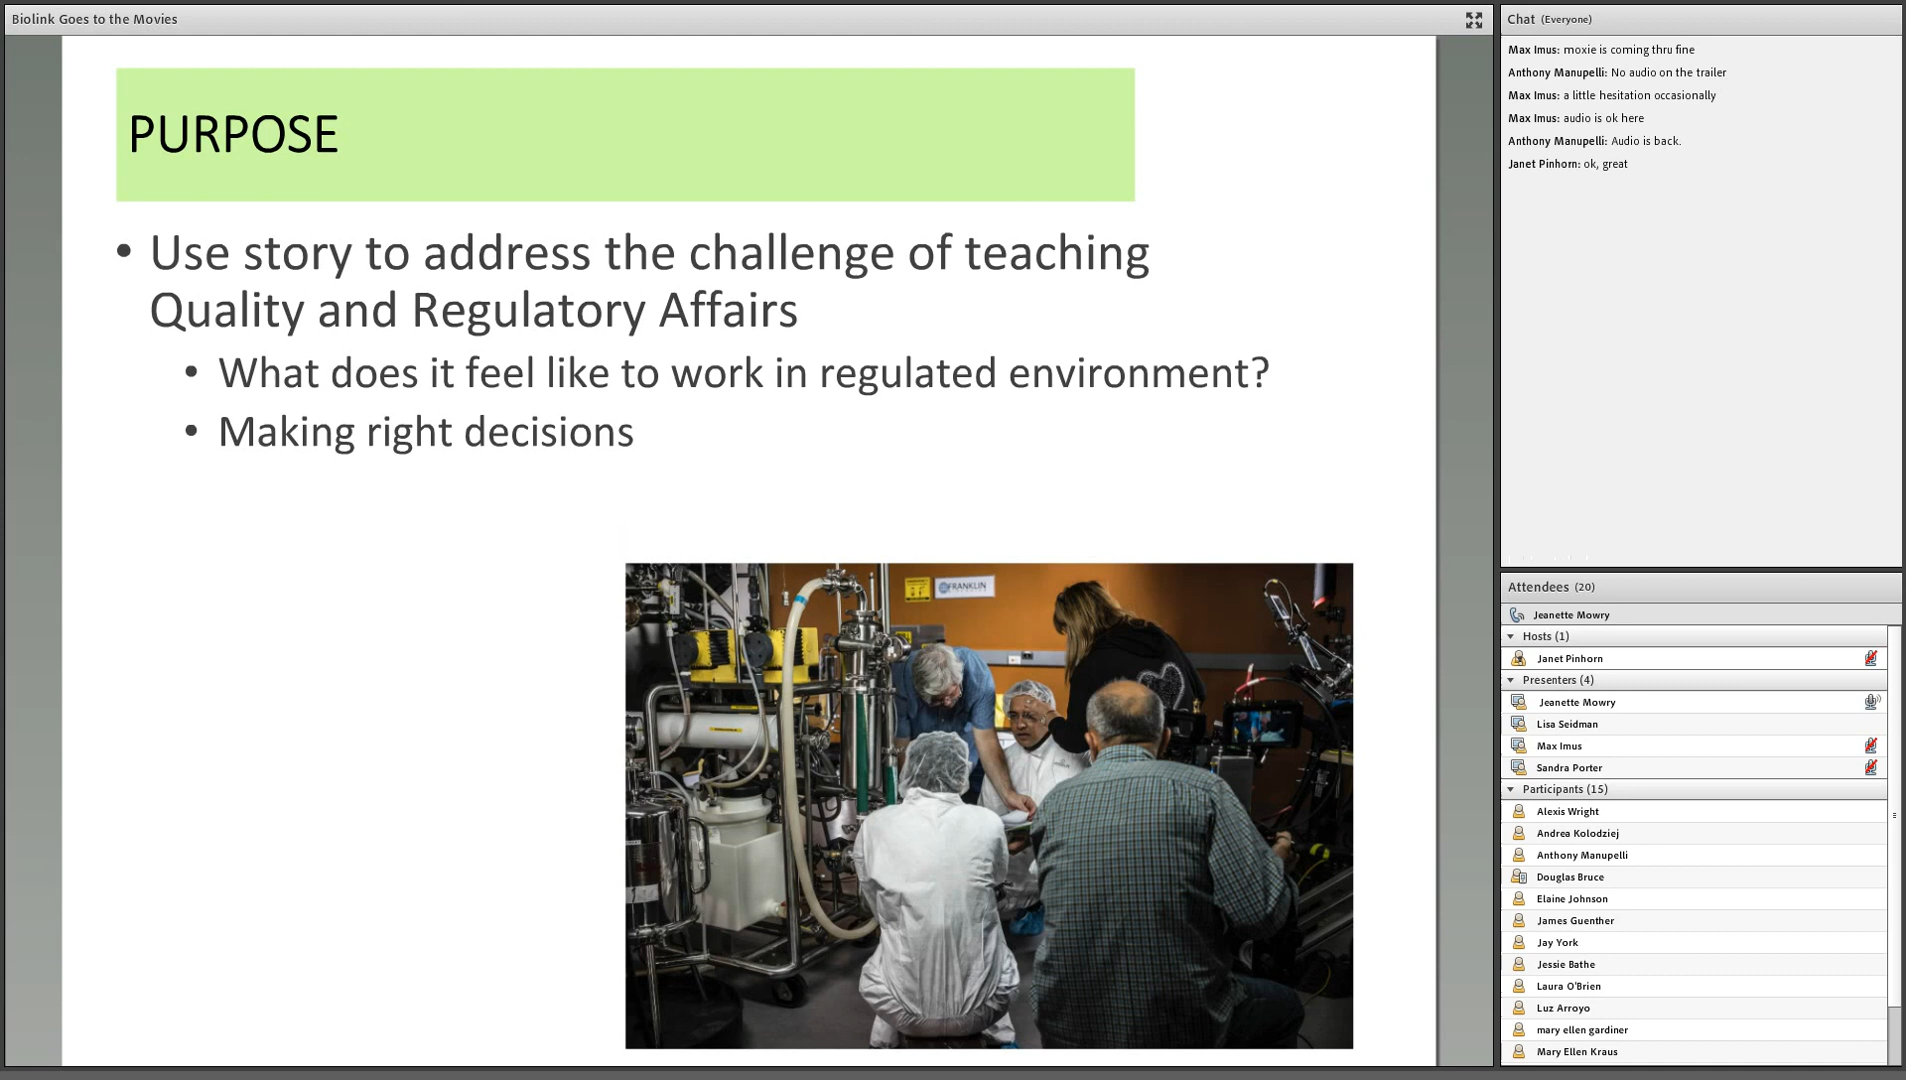 Biolink Goes to the Movies
PURPOSE
• Use story to address the challenge of teaching
Quality and Regulatory Affairs
• What does it feel like to work in regulated environment?
• Making right decisions
FRANKLIN
Chat (Everyone)
Max Imus: moxie is coming thru fine
Anthony Manupelli: No audio on the trailer
Max Imus: a little hesitation occasionally
Max Imus: audio is ok here
Anthony Manupelli: Audio is back.
Janet Pinhorn: ok, great
Attendees (20)
Jeanette Mowry
Hosts (1)
Janet Pinhorn
Presenters (4)
Jeanette Mowry
Lisa Seidman
Max Imus
Sandra Porter
Participants (15)
Alexis Wright
Andrea Kolodziej
Anthony Manupelli
Douglas Bruce
Elaine Johnson
James Guenther
Jay York
Jessie Bathe
Laura O'Brien
Luz Arroyo
mary ellen gardiner
Mary Ellen Kraus